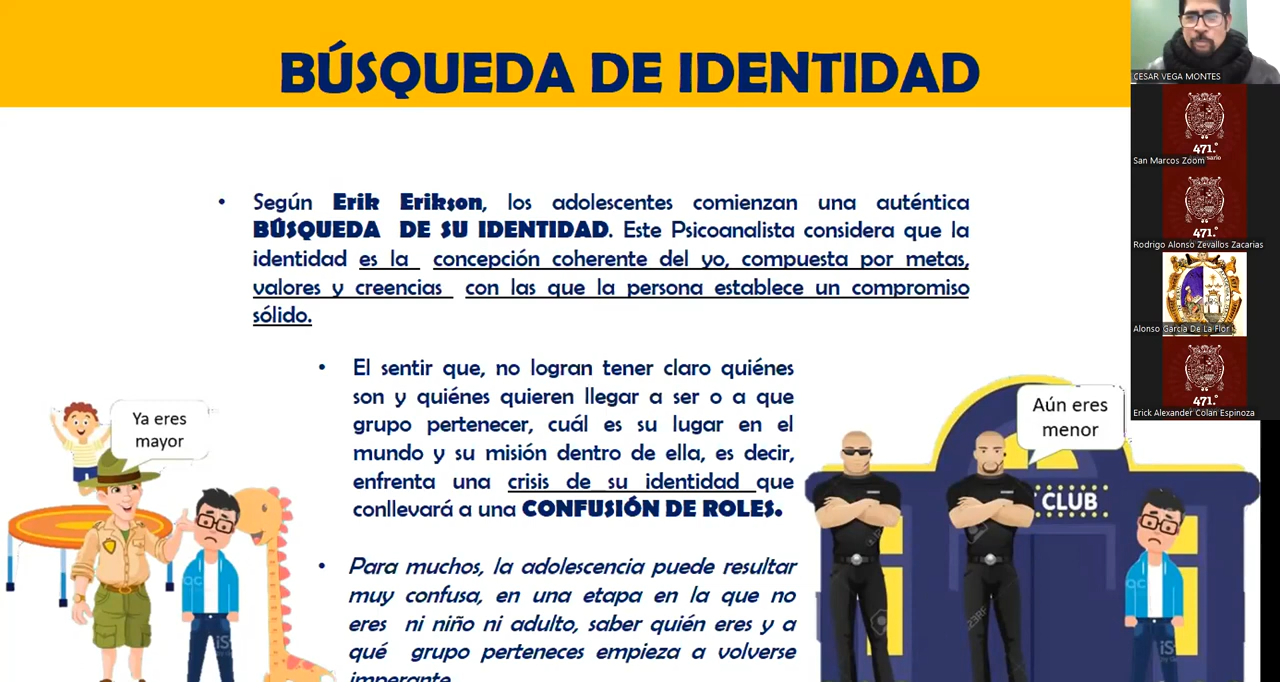 BÚSQUEDA DE IDENTIDAD
• Según Erik Erikson, los adolescentes comienzan una auténtica
BÚSQUEDA DE SU IDENTIDAD. Este Psicoanalista considera que la
identidad es la concepción coherente del yo, compuesta por metas,
valores y creencias con las que la persona establece un compromiso
sólido.
• El sentir que, no logran tener claro quiénes
son y quiénes quieren llegar a ser o a que
grupo pertenecer, cuál es su lugar en el
mundo y su misión dentro de ella, es decir,
enfrenta una crisis de su identidad que
conllevará a una CONFUSIÓN DE ROLES.
• Para muchos, la adolescencia puede resultar
muy confusa, en una etapa en la que no
eres ni niño ni adulto, saber quién eres y a
qué grupo perteneces empieza a volverse
imperante
Ya eres
mayor
Aún eres
menor
CLUB
CESAR VEGA MONTES
471.°
San Marcos Zoom
471.°
Rodrigo Alonso Zevallos Zacarias
Alonso García De La Flor
471.°
Erick Alexander Colan Espinoza